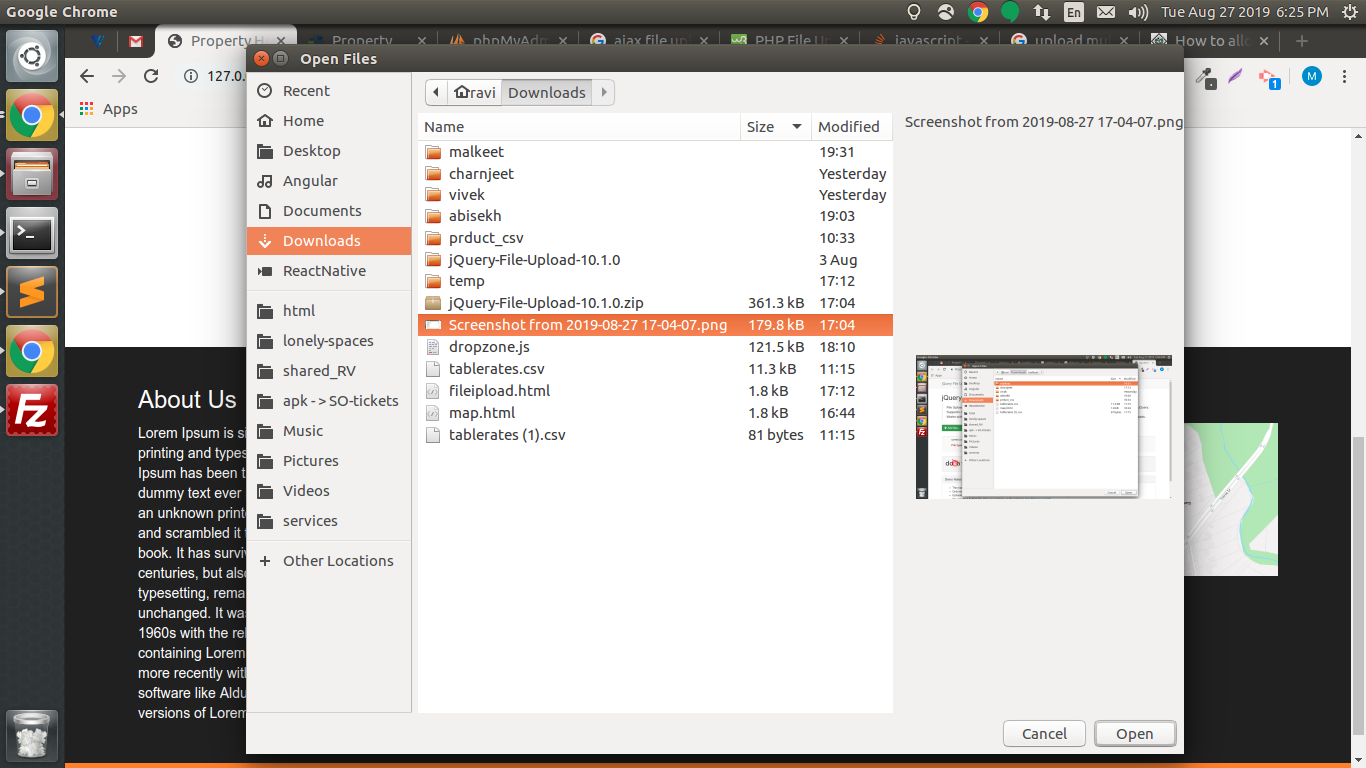 Google Chrome
En
Tue Aug 27 2019 6:25 PM
Property H
Property
phpMyAdm
ajax file up
PHP File Up
javascript
upload mu
How to allo
127.0.
1
M
Apps
Open Files
Recent
Home
Desktop
Angular
Documents
Downloads
ReactNative
html
lonely-spaces
shared_RV
apk ->SO-tickets
Music
Pictures
Videos
services
Other Locations
ravi
Downloads
Name Size Modified
malkeet 19:31
charnjeet Yesterday
vivek Yesterday
abisekh 19:03
prduct_csv 10:33
jQuery-File-Upload-10.1.0 3 Aug
temp 17:12
jQuery-File-Upload-10.1.0.zip 361.3 kB 17:04
Screenshot from 2019-08-27 17-04-07.png 179.8 kB 17:04
dropzone.js 121.5 kB 18:10
tablerates.csv 11.3 kB 11:15
fileipload.html 1.8 kB 17:12
map.html 1.8 kB 16:44
tablerates (1).csv 81 bytes 11:15
Screenshot from 2019-08-27 17-04-07.png
Cancel
Open
About Us
Lorem Ipsum is si
printing and types
Ipsum has been t
dummy text ever
an unknown print
and scrambled it
book. It has surviv
centuries, but also
typesetting, rema
unchanged. It was
1960s with the rel
containing Lorem
more recently with
software like Aldu
versions of Lorem
Fz